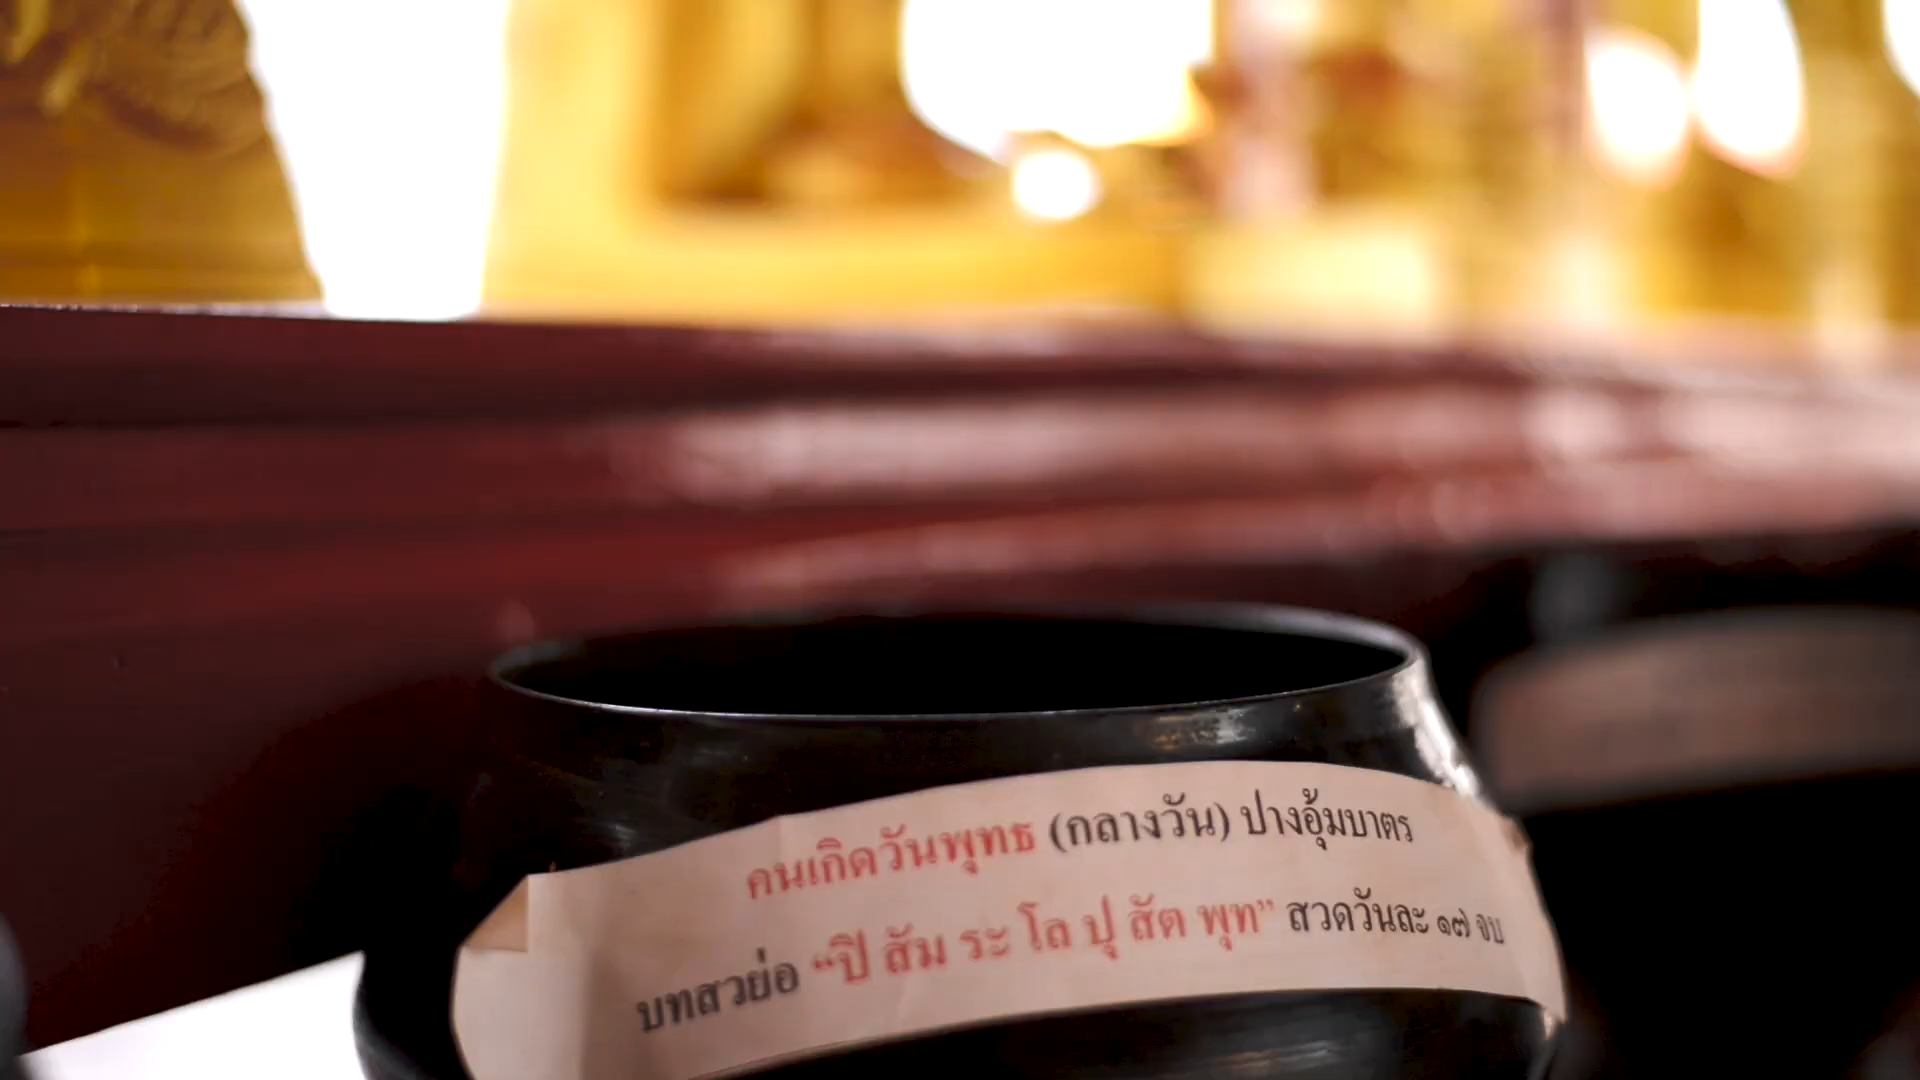 คนเกิดวันพุทธ (กลางวัน) ปางอุ้มบาตร
บทสวย่อ “ปิ สัม ระ โล ปุ สัต พุท” สวดวันละ ๑๗ จบ